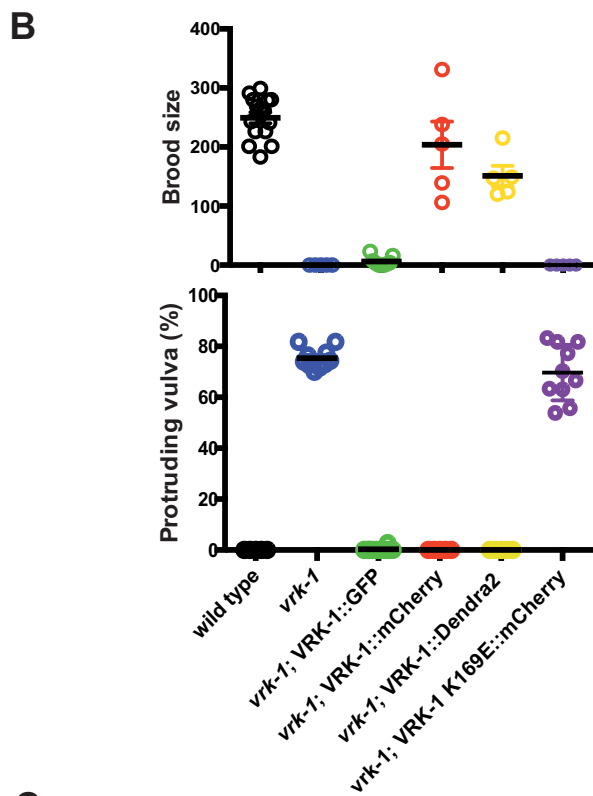 B
400
300
200
100
0
Brood size
100
80
60
40
20
0
Protruding vulva (%)
wild type
vrk-1
vrk-1; VRK-1::GFP
vrk-1; VRK-1::mCherry
vrk-1; VRK-1::Dendra2
vrk-1; VRK-1 K169E::mCherry